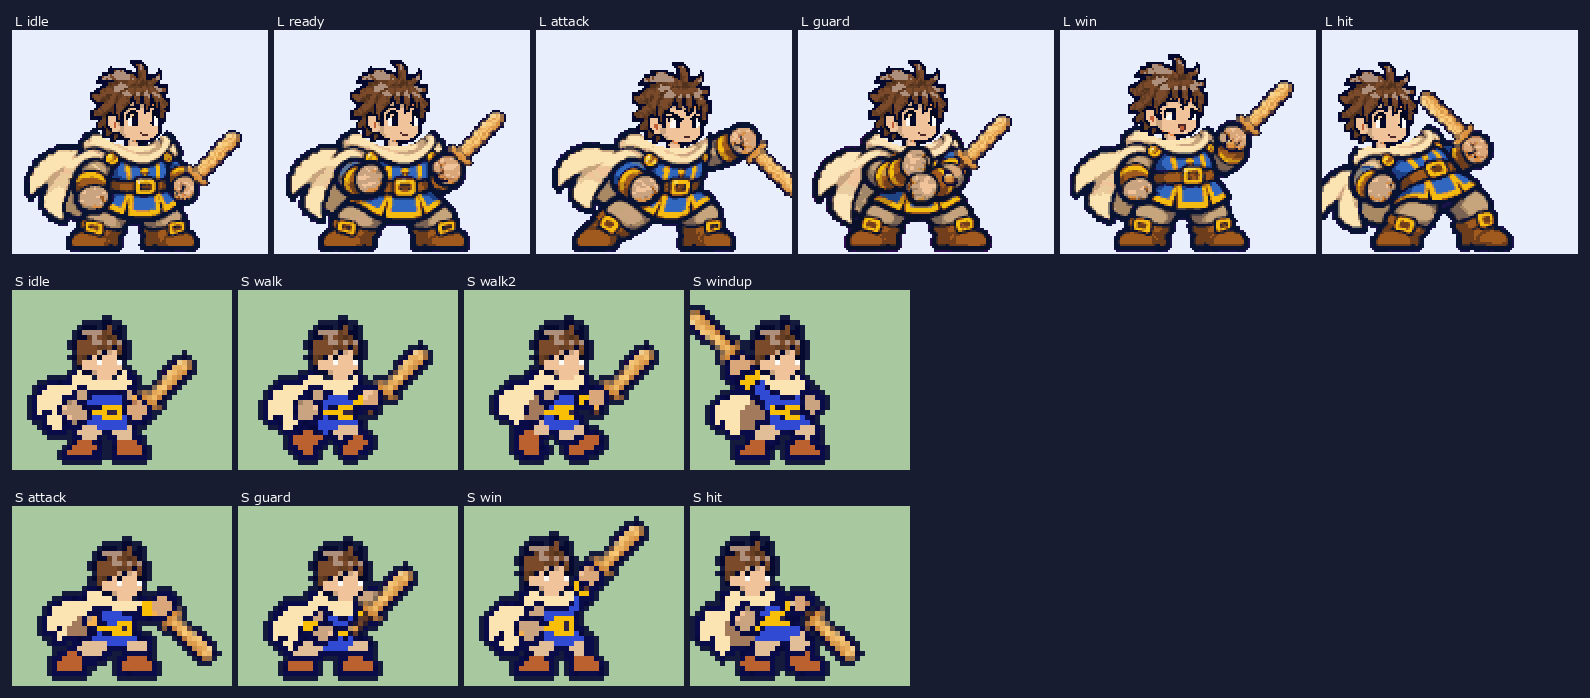 L idle
L ready
L attack
L guard
L win
L hit
S idle
S walk
S walk2
S windup
S attack
S guard
S win
S hit